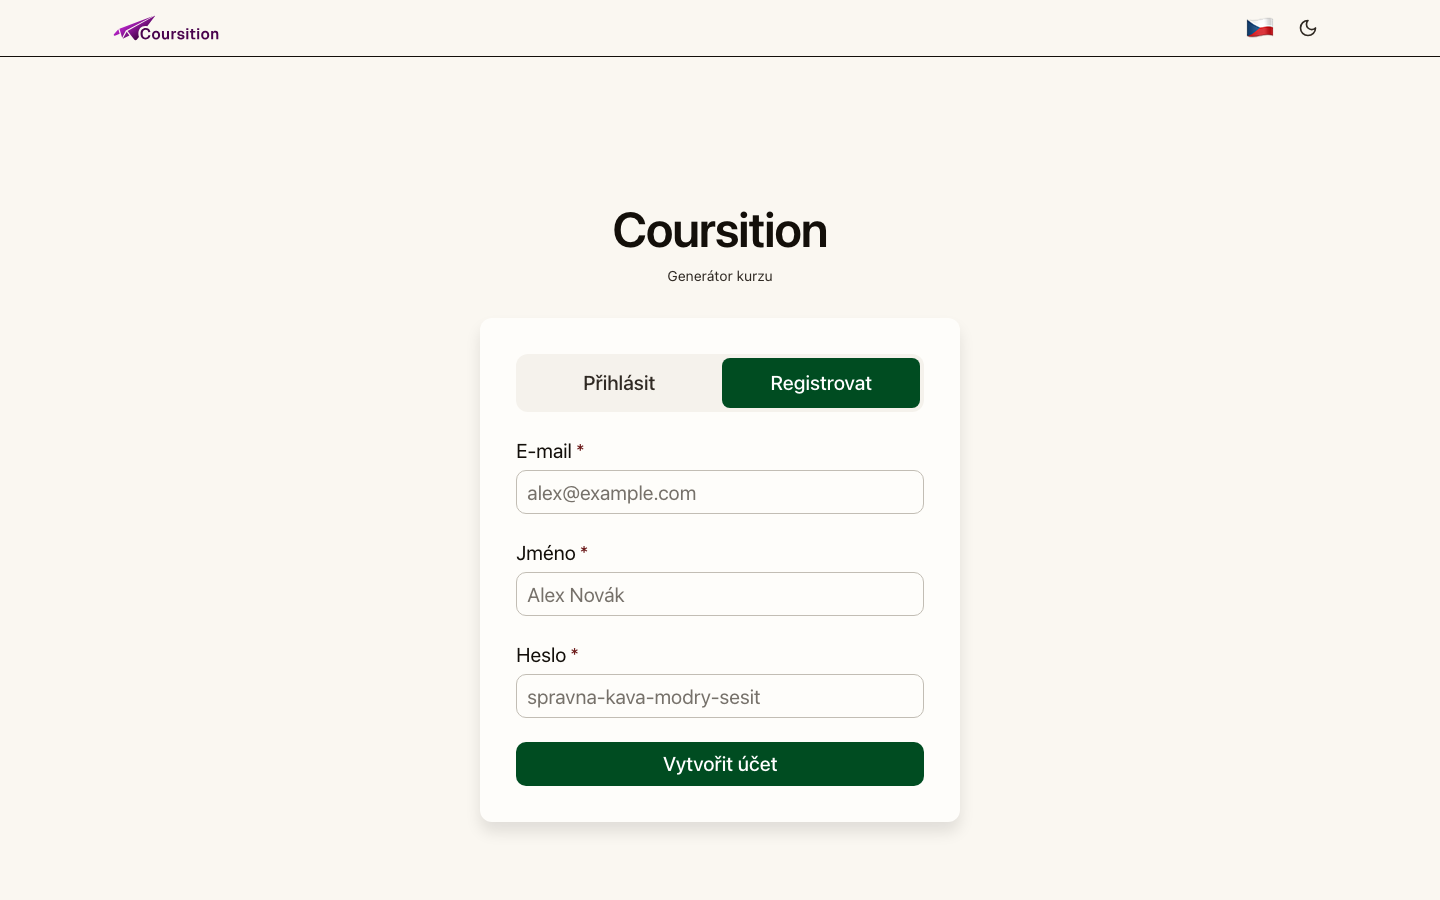 Coursition
Coursition
Generátor kurzu
Přihlásit
Registrovat
E-mail *
alex@example.com
Jméno *
Alex Novák
Heslo *
spravna-kava-modry-sesit
Vytvořit účet